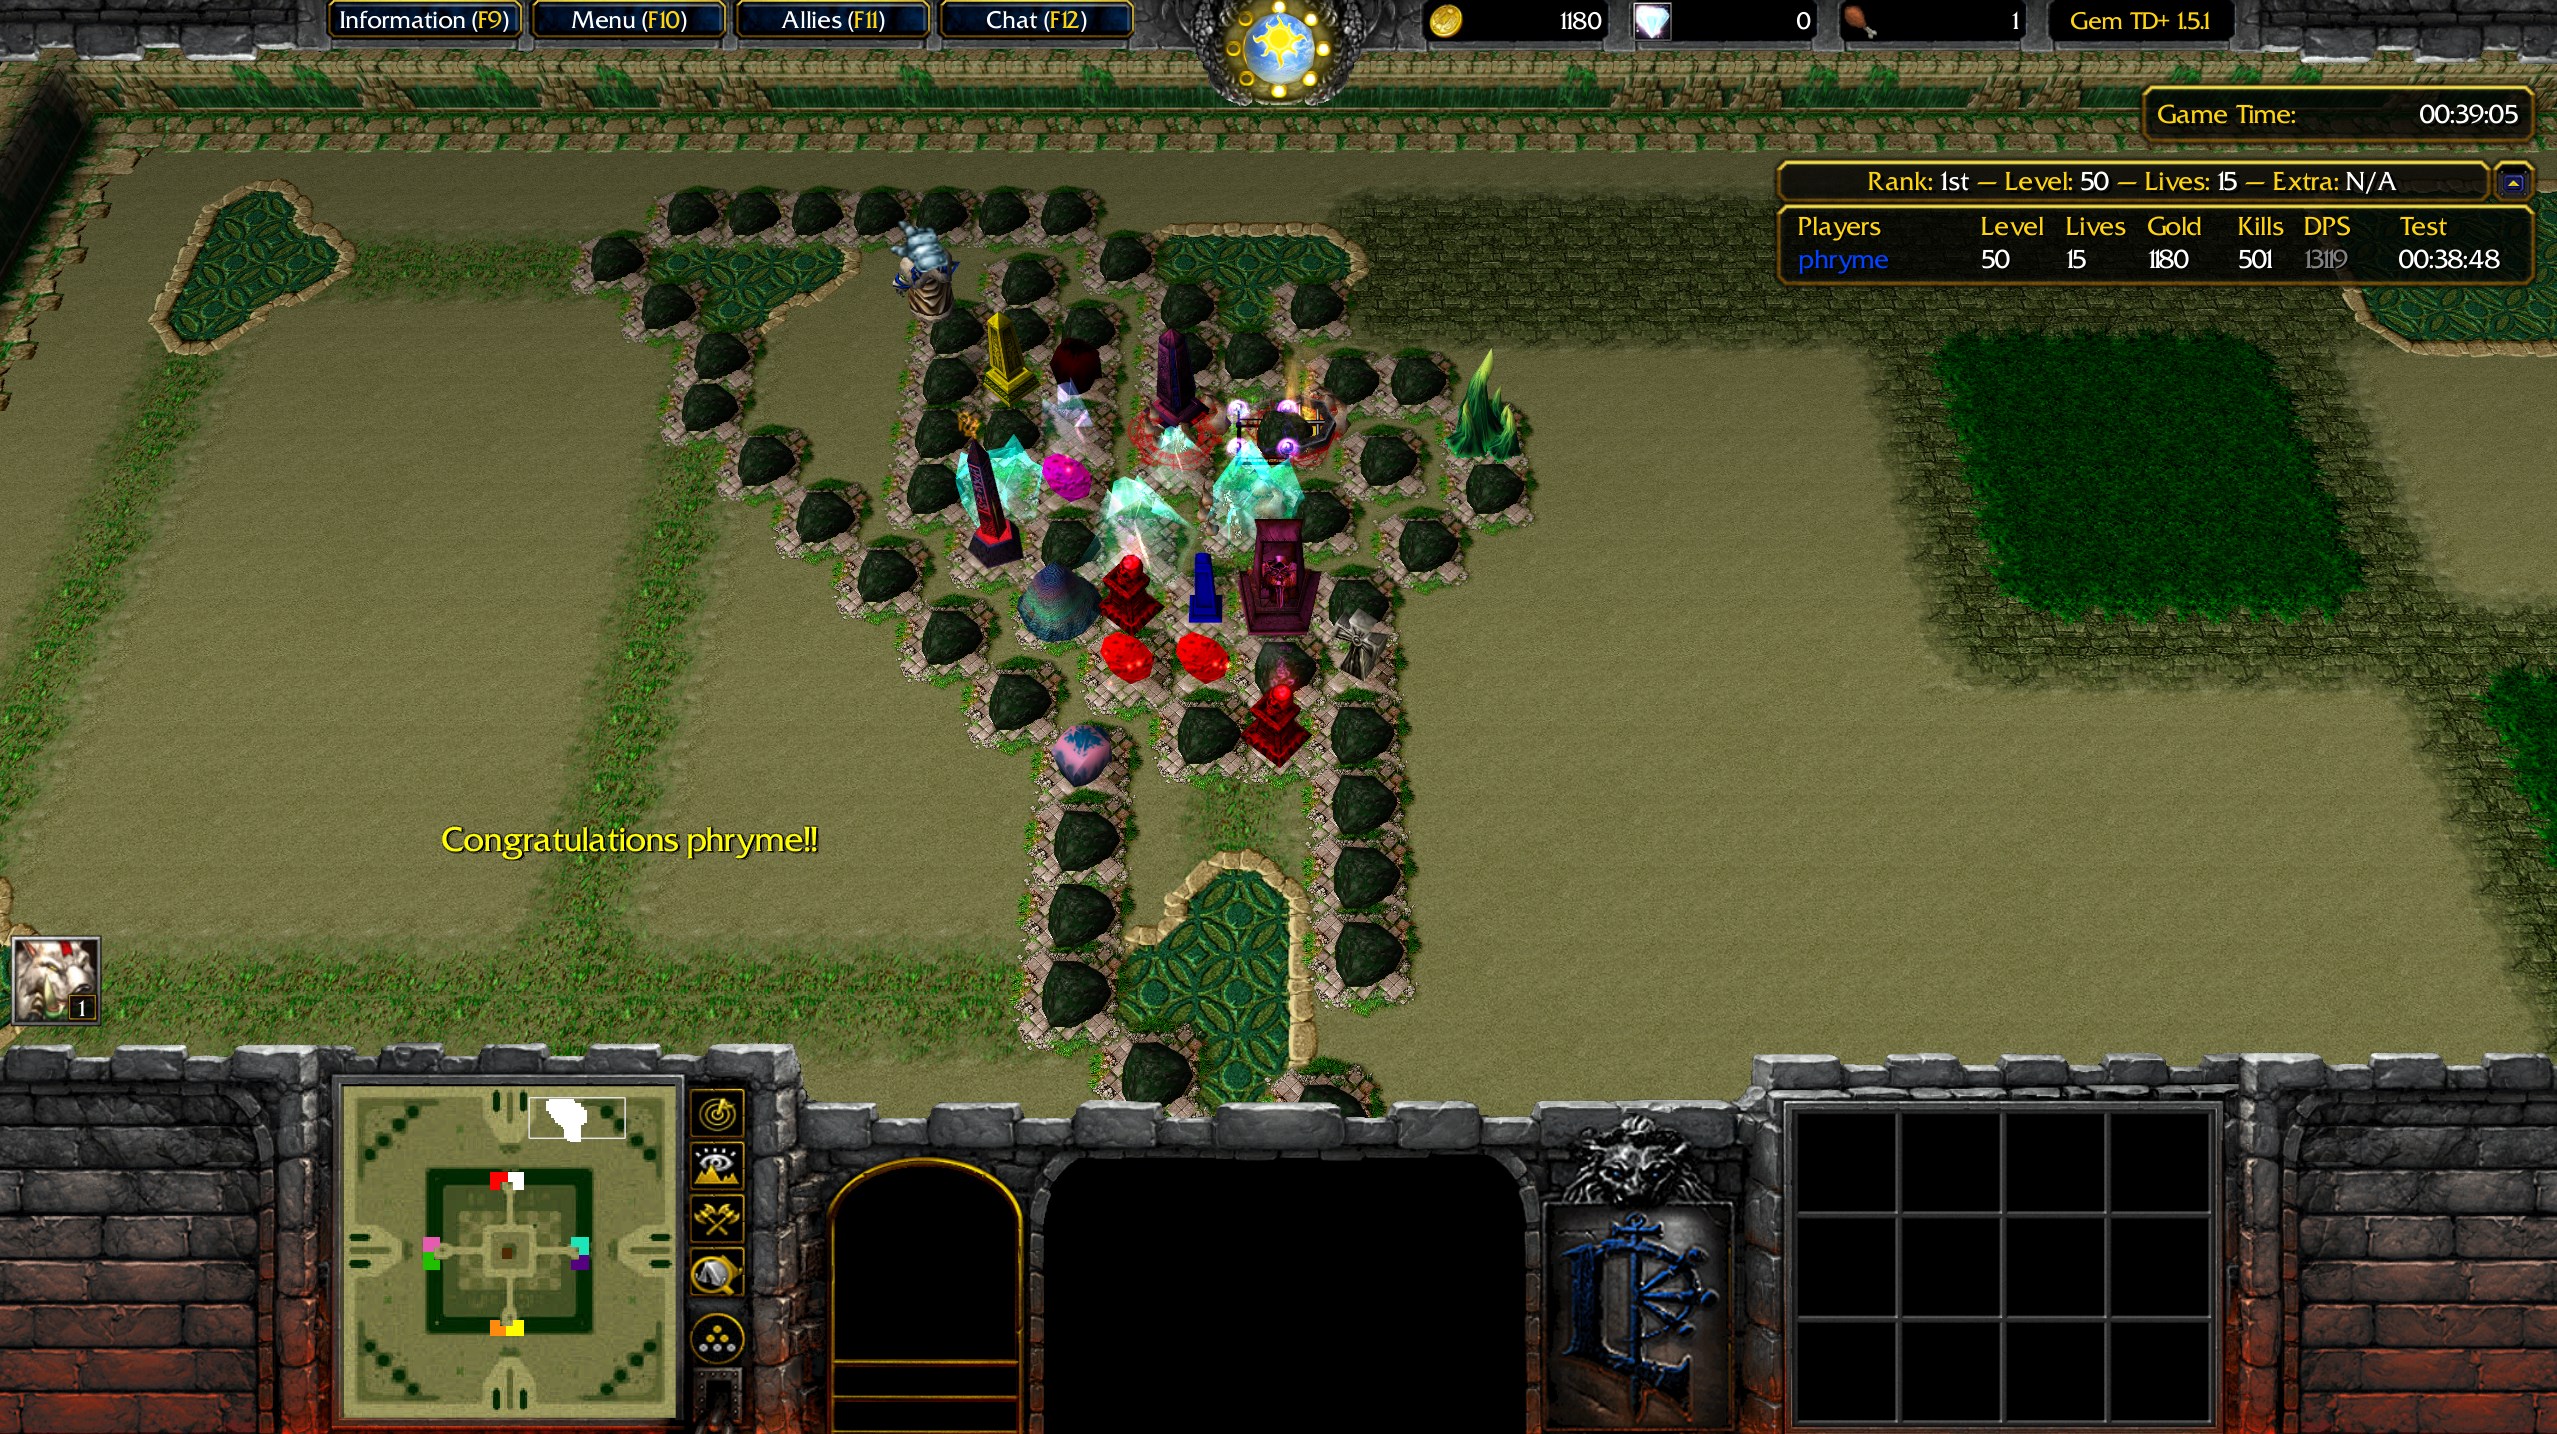 Information (F9) Menu (F10) Allies (F11) Chat (F12) 1180 0 1 Gem TD+ 1.5.1
Game Time: 00:39:05
Rank: 1st — Level: 50 — Lives: 15 — Extra: N/A
Players Level Lives Gold Kills DPS Test
phryme 50 15 1180 501 13119 00:38:48
Congratulations phryme!!
1